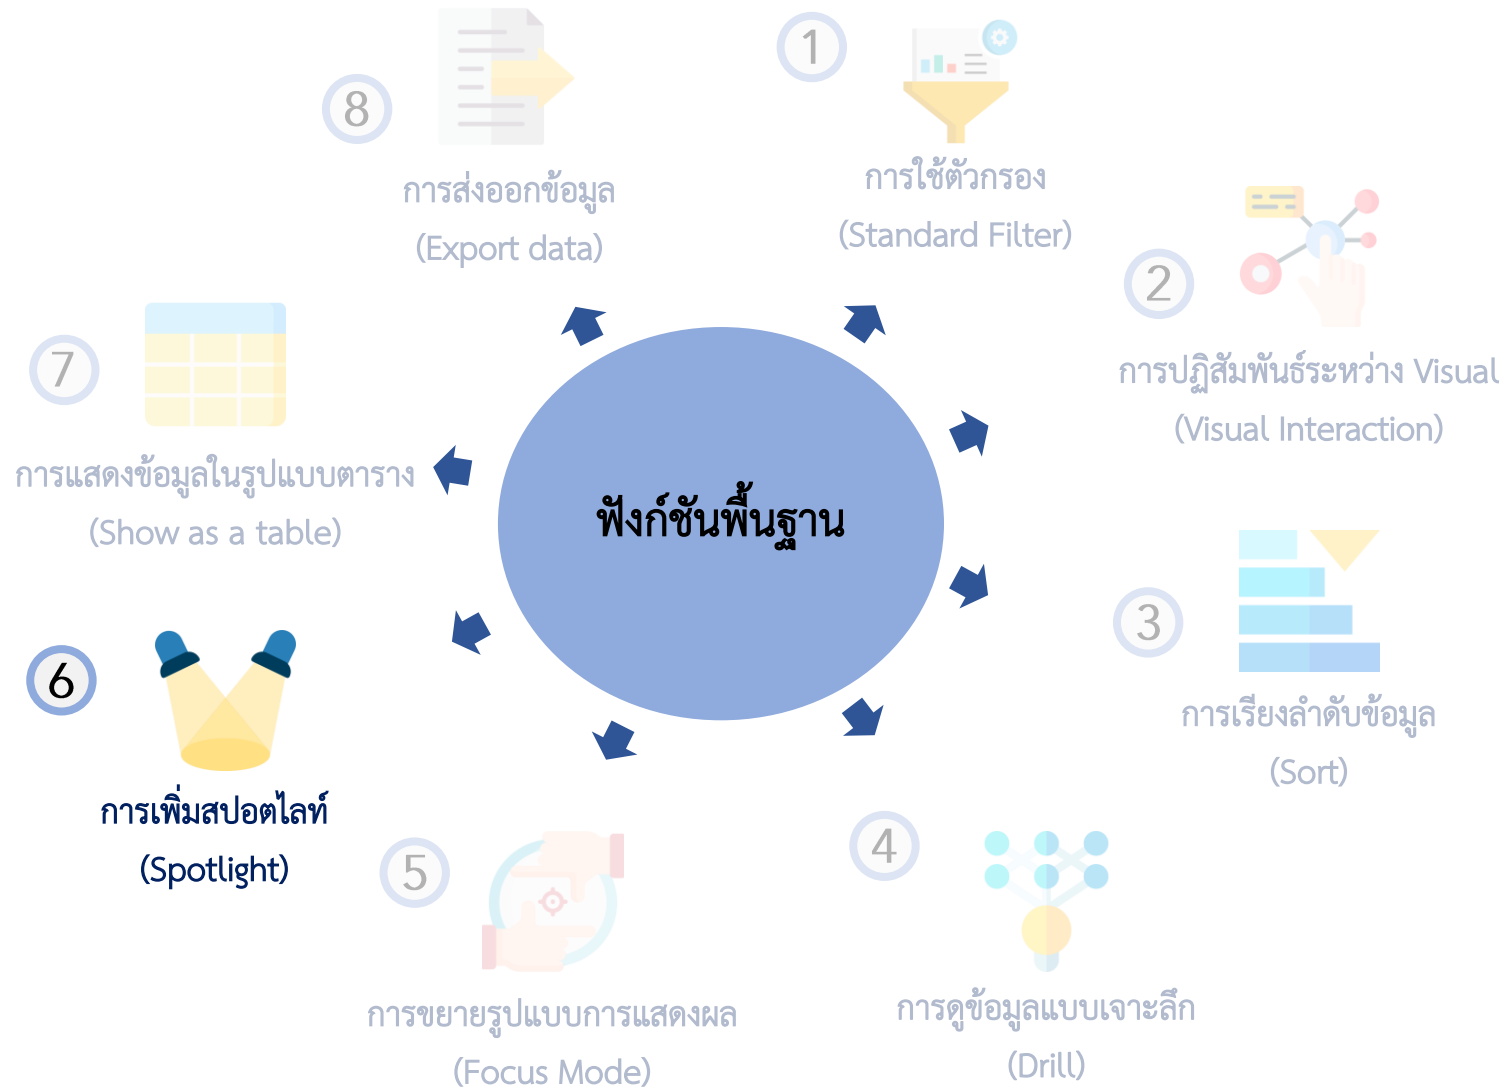 1
การใช้ตัวกรอง
(Standard Filter)
2
การปฏิสัมพันธ์ระหว่าง Visual
(Visual Interaction)
3
การเรียงลำดับข้อมูล
(Sort)
4
การดูข้อมูลแบบเจาะลึก
(Drill)
5
การขยายรูปแบบการแสดงผล
(Focus Mode)
6
การเพิ่มสปอตไลท์
(Spotlight)
7
การแสดงข้อมูลในรูปแบบตาราง
(Show as a table)
8
การส่งออกข้อมูล
(Export data)
ฟังก์ชันพื้นฐาน